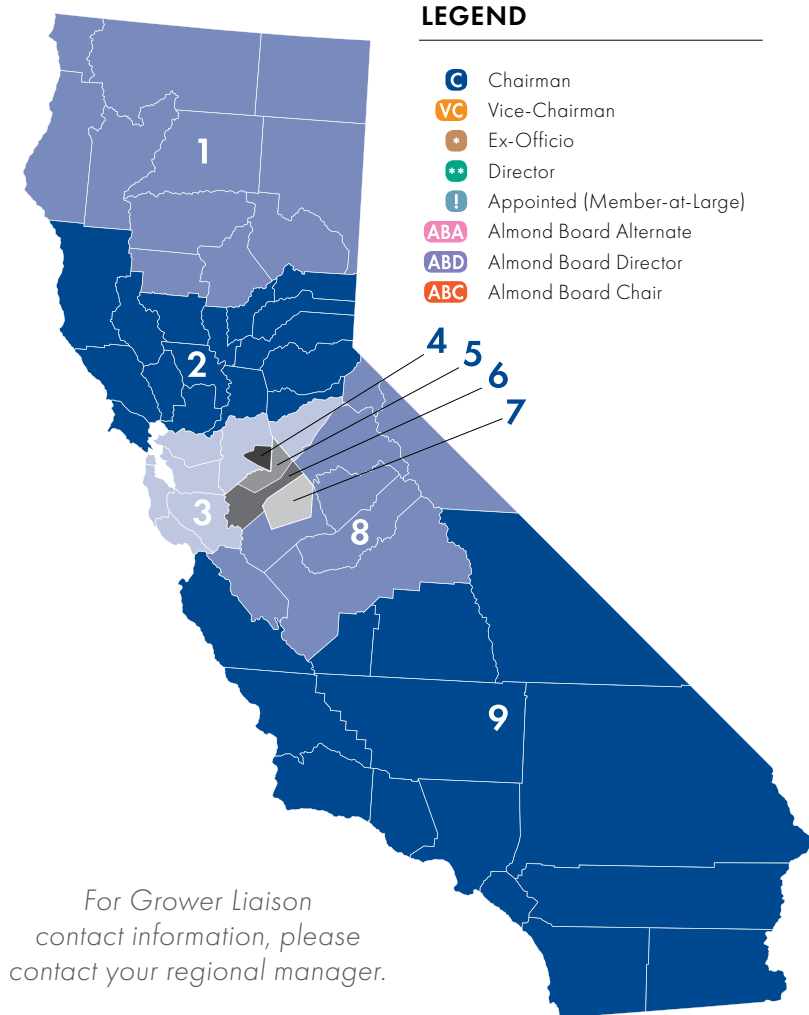 LEGEND
C Chairman
VC Vice-Chairman
* Ex-Officio
** Director
! Appointed (Member-at-Large)
ABA Almond Board Alternate
ABD Almond Board Director
ABC Almond Board Chair
1
2
3
4
5
6
7
8
9
For Grower Liaison
contact information, please
contact your regional manager.